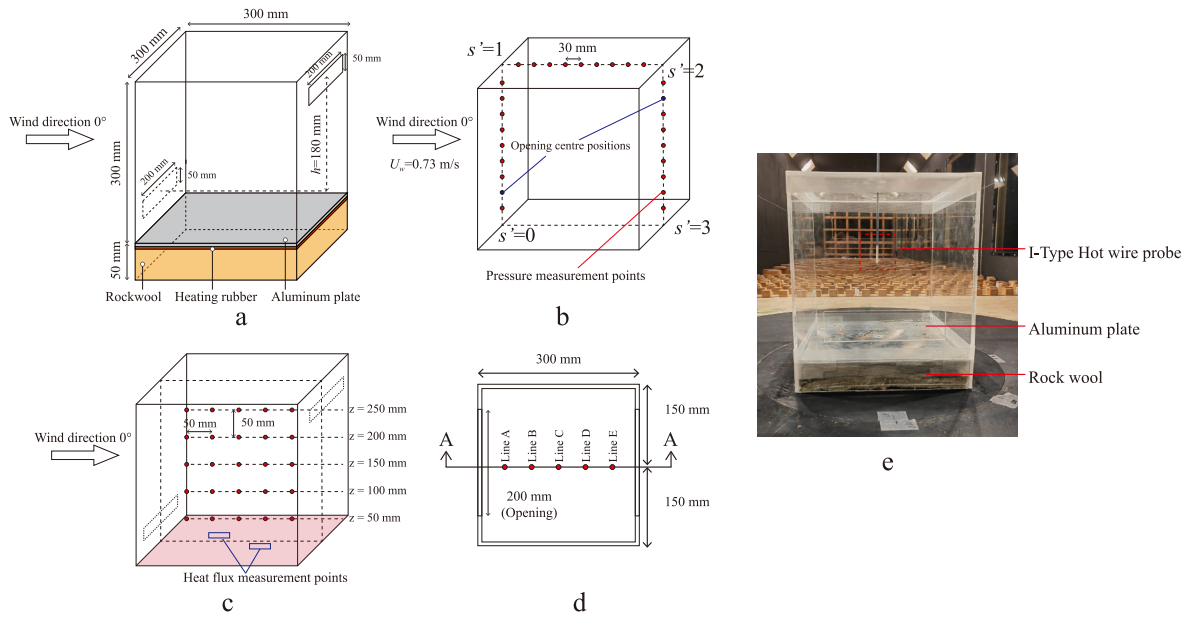 300 mm
300 mm
200 mm
50 mm
Wind direction 0°
300 mm
h=180 mm
200 mm
50 mm
50 mm
Rockwool
Heating rubber
Aluminum plate
a
s'=1
30 mm
s'=2
Wind direction 0°
Uw=0.73 m/s
Opening centre positions
s'=0
s'=3
Pressure measurement points
b
Wind direction 0°
50 mm
50 mm
z = 250 mm
z = 200 mm
z = 150 mm
z = 100 mm
z = 50 mm
Heat flux measurement points
c
300 mm
150 mm
A
Line A
Line B
Line C
Line D
Line E
A
200 mm
(Opening)
150 mm
d
I-Type Hot wire probe
Aluminum plate
Rock wool
e